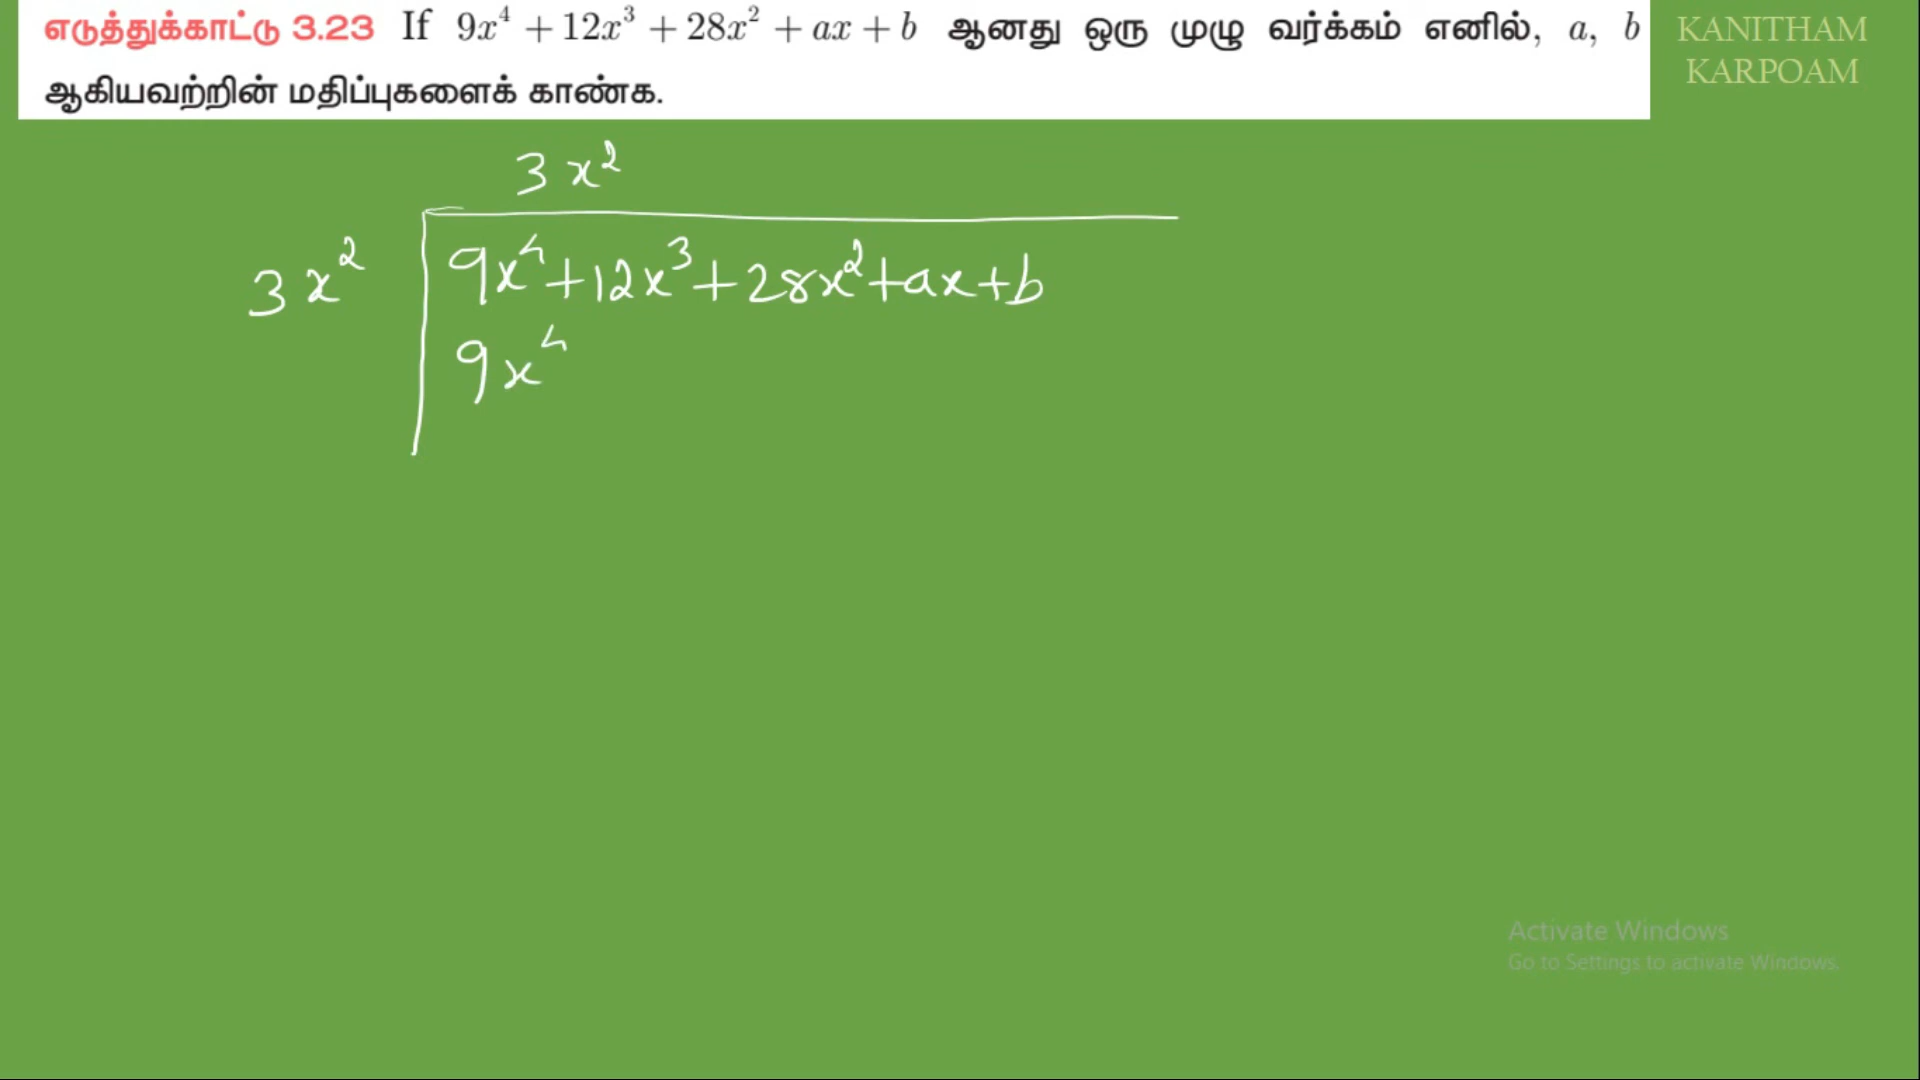 எடுத்துக்காட்டு 3.23 If 9x⁴ + 12x³ + 28x² + ax + b ஆனது ஒரு முழு வர்க்கம் எனில், a, b
ஆகியவற்றின் மதிப்புகளைக் காண்க.
KANITHAM
KARPOAM
3x²
3x² 9x⁴+12x³+28x²+ax+b
9x⁴
Activate Windows
Go to Settings to activate Windows.